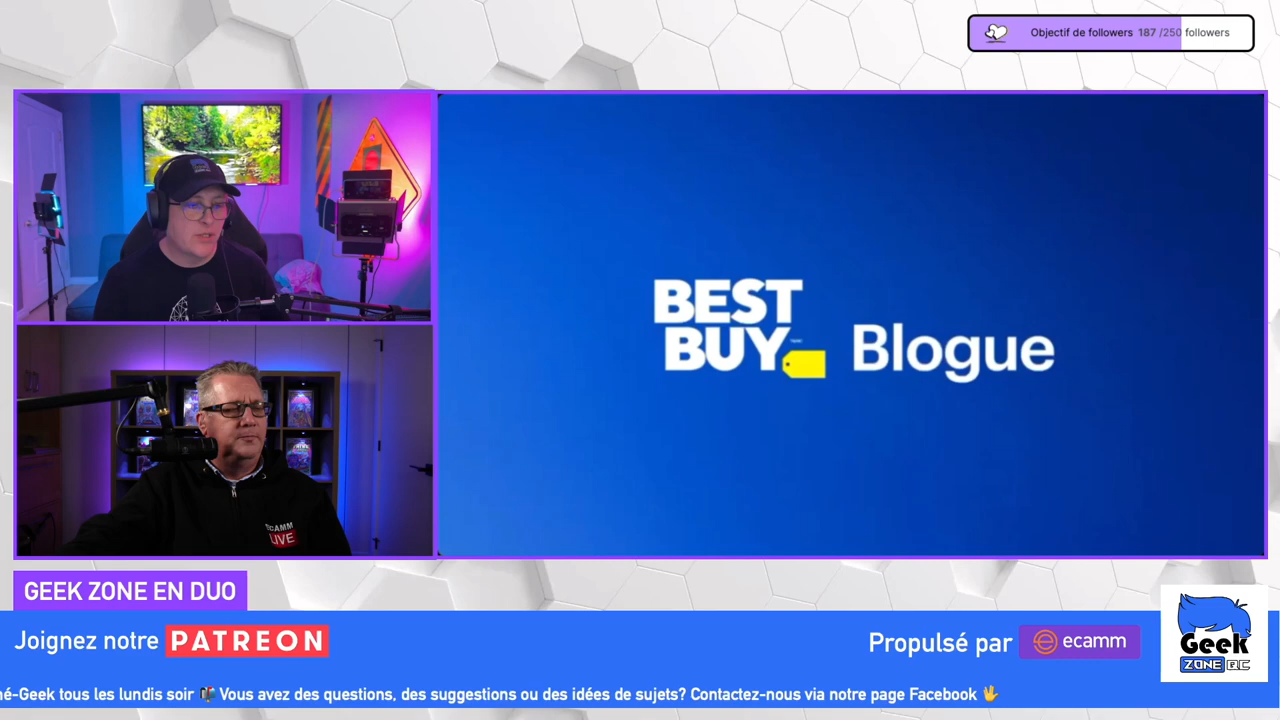 Objectif de followers 187 /250 followers
BEST
BUY
Blogue
ECAMM
LIVE
GEEK ZONE EN DUO
Joignez notre PATREON
Propulsé par ecamm
Geek
ZONE QC
né-Geek tous les lundis soir 📬 Vous avez des questions, des suggestions ou des idées de sujets? Contactez-nous via notre page Facebook 🖖